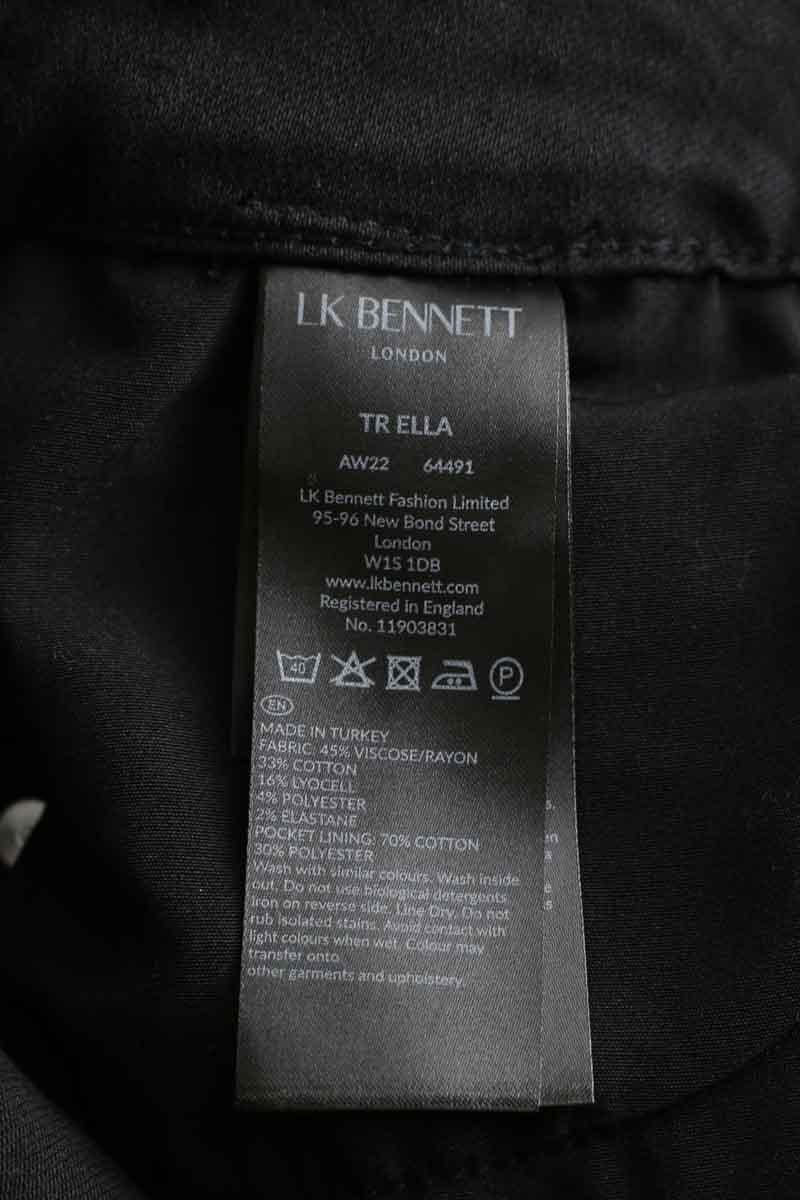 LK BENNETT
LONDON
TR ELLA
AW22 64491
LK Bennett Fashion Limited
95-96 New Bond Street
London
W1S 1DB
www.lkbennett.com
Registered in England
No. 11903831
40
P
EN
MADE IN TURKEY
FABRIC: 45% VISCOSE/RAYON
33% COTTON
16% LYOCELL
4% POLYESTER
2% ELASTANE
POCKET LINING: 70% COTTON
30% POLYESTER
Wash with similar colours. Wash inside
out. Do not use biological detergents
Iron on reverse side. Line Dry. Do not
rub isolated stains. Avoid contact with
light colours when wet. Colour may
transfer onto
other garments and upholstery.